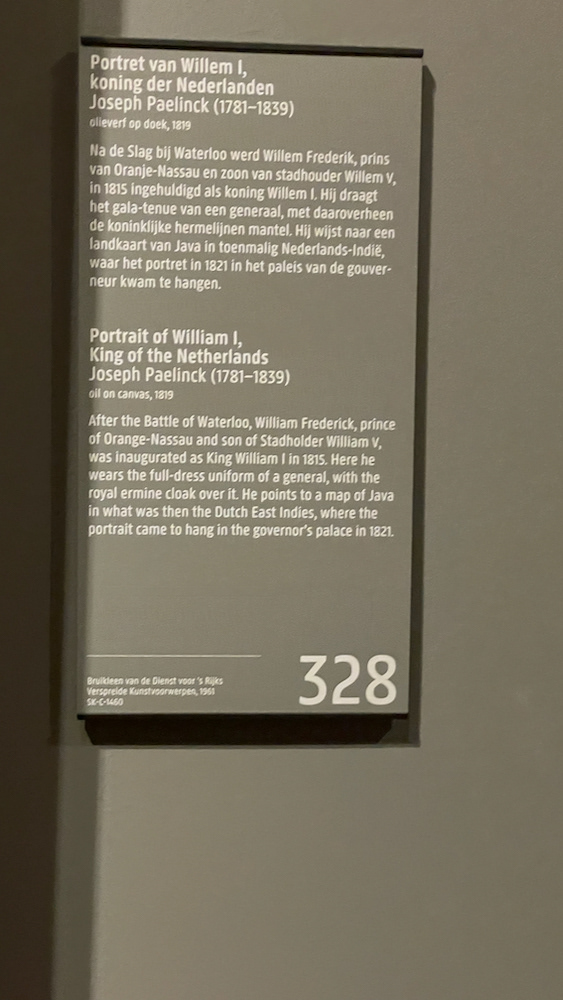 Portret van Willem I,
koning der Nederlanden
Joseph Paelinck (1781–1839)
olieverf op doek, 1819
Na de Slag bij Waterloo werd Willem Frederik, prins
van Oranje-Nassau en zoon van stadhouder Willem V,
in 1815 ingehuldigd als koning Willem I. Hij draagt
het gala-tenue van een generaal, met daaroverheen
de koninklijke hermelijnen mantel. Hij wijst naar een
landkaart van Java in toenmalig Nederlands-Indië,
waar het portret in 1821 in het paleis van de gouver-
neur kwam te hangen.
Portrait of William I,
King of the Netherlands
Joseph Paelinck (1781–1839)
oil on canvas, 1819
After the Battle of Waterloo, William Frederick, prince
of Orange-Nassau and son of Stadholder William V,
was inaugurated as King William I in 1815. Here he
wears the full-dress uniform of a general, with the
royal ermine cloak over it. He points to a map of Java
in what was then the Dutch East Indies, where the
portrait came to hang in the governor's palace in 1821.
Bruikleen van de Dienst voor 's Rijks
Verspreide Kunstvoorwerpen, 1961
SK-C-1460
328